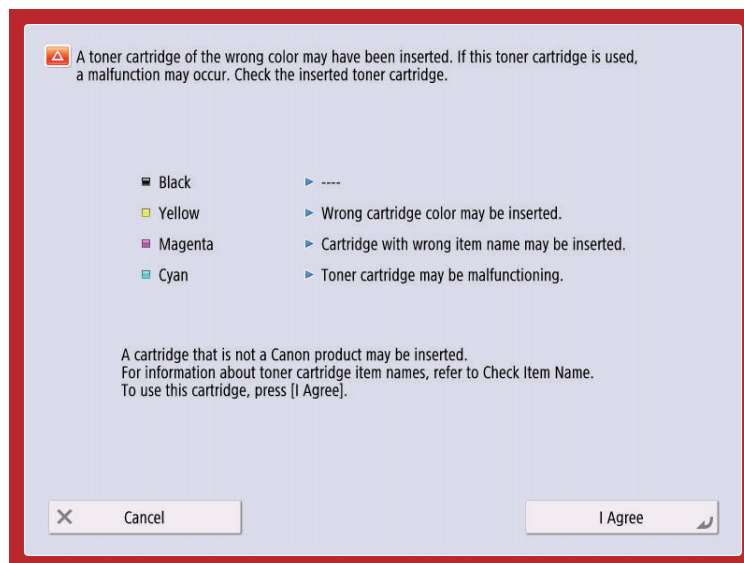 A toner cartridge of the wrong color may have been inserted. If this toner cartridge is used,
a malfunction may occur. Check the inserted toner cartridge.
Black ----
Yellow Wrong cartridge color may be inserted.
Magenta Cartridge with wrong item name may be inserted.
Cyan Toner cartridge may be malfunctioning.
A cartridge that is not a Canon product may be inserted.
For information about toner cartridge item names, refer to Check Item Name.
To use this cartridge, press [I Agree].
Cancel I Agree